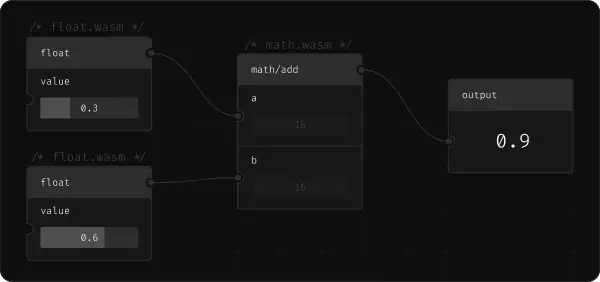 /* float.wasm */
float
value
0.3
/* float.wasm */
float
value
0.6
/* math.wasm */
math/add
a
16
b
16
output
0.9